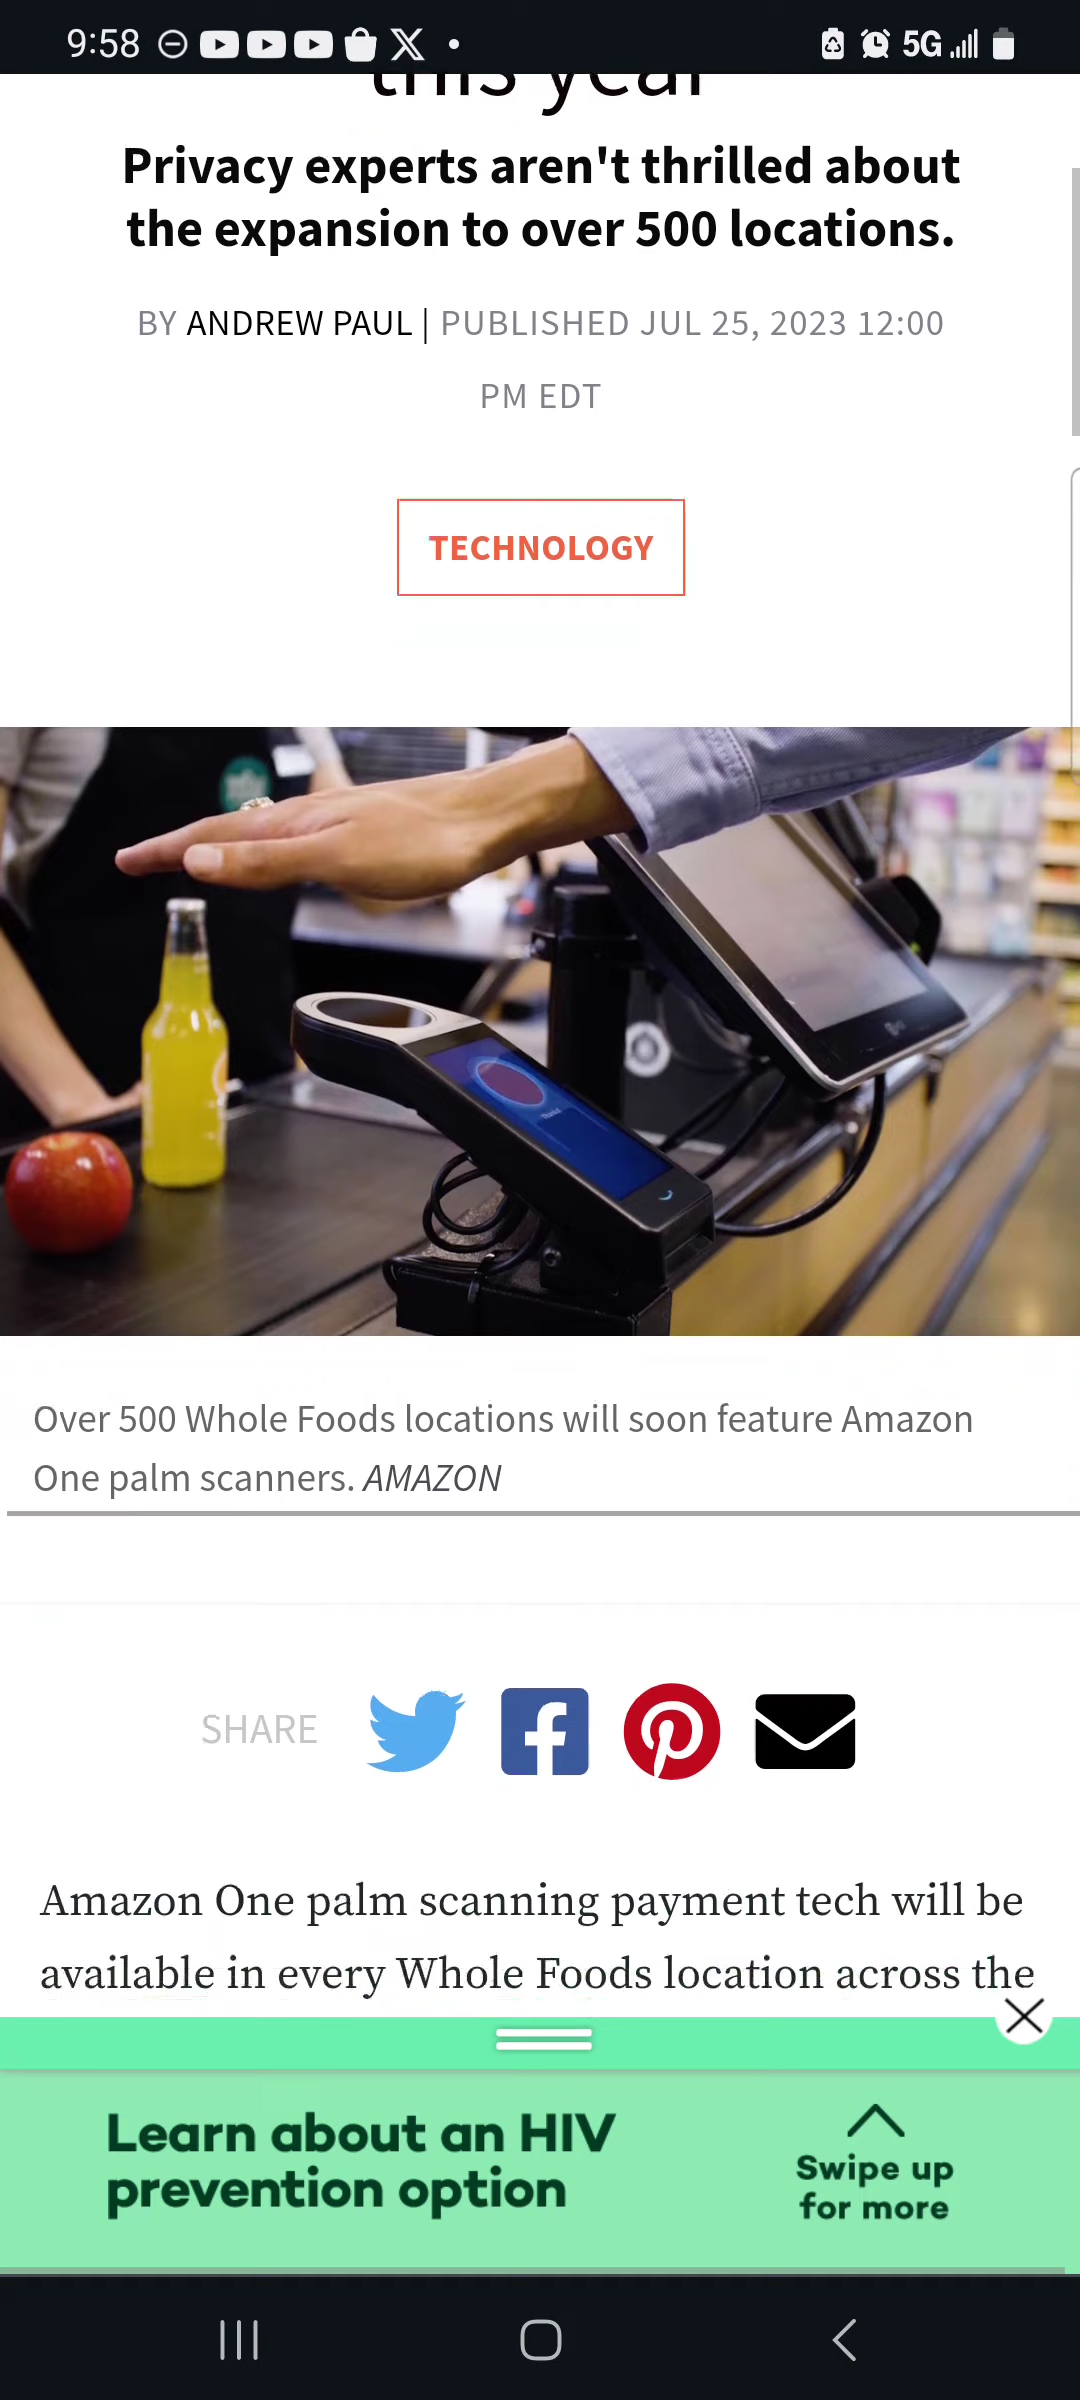 9:58
5G
this year
Privacy experts aren't thrilled about
the expansion to over 500 locations.
BY ANDREW PAUL | PUBLISHED JUL 25, 2023 12:00
PM EDT
TECHNOLOGY
Over 500 Whole Foods locations will soon feature Amazon
One palm scanners. AMAZON
SHARE
Amazon One palm scanning payment tech will be
available in every Whole Foods location across the
Learn about an HIV
prevention option
Swipe up
for more